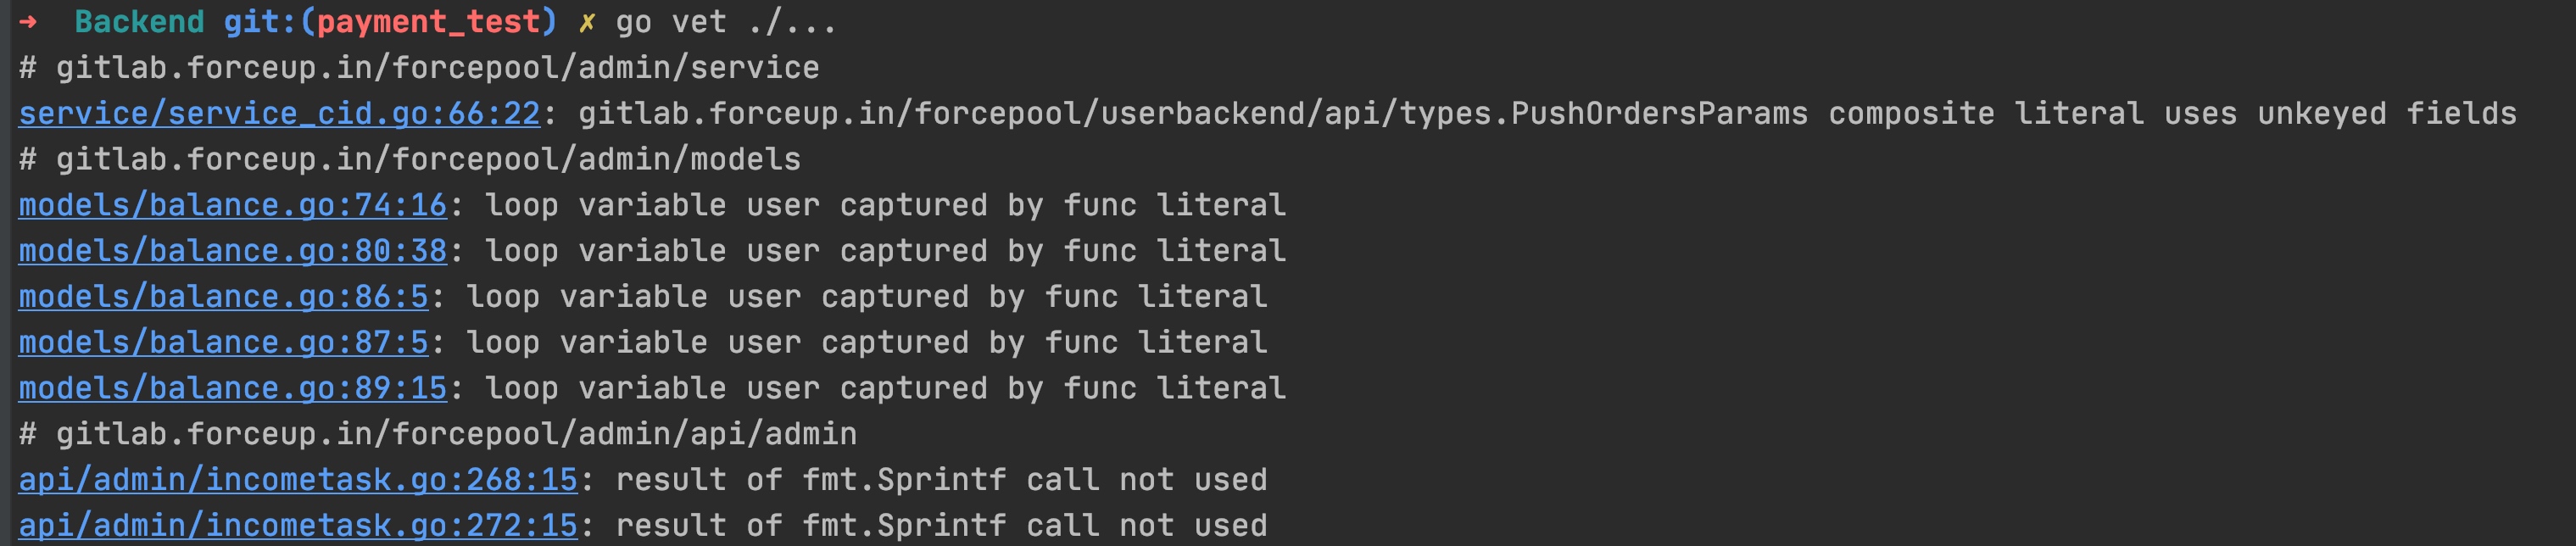 → Backend git:(payment_test) ✗ go vet ./...
# gitlab.forceup.in/forcepool/admin/service
service/service_cid.go:66:22: gitlab.forceup.in/forcepool/userbackend/api/types.PushOrdersParams composite literal uses unkeyed fields
# gitlab.forceup.in/forcepool/admin/models
models/balance.go:74:16: loop variable user captured by func literal
models/balance.go:80:38: loop variable user captured by func literal
models/balance.go:86:5: loop variable user captured by func literal
models/balance.go:87:5: loop variable user captured by func literal
models/balance.go:89:15: loop variable user captured by func literal
# gitlab.forceup.in/forcepool/admin/api/admin
api/admin/incometask.go:268:15: result of fmt.Sprintf call not used
api/admin/incometask.go:272:15: result of fmt.Sprintf call not used